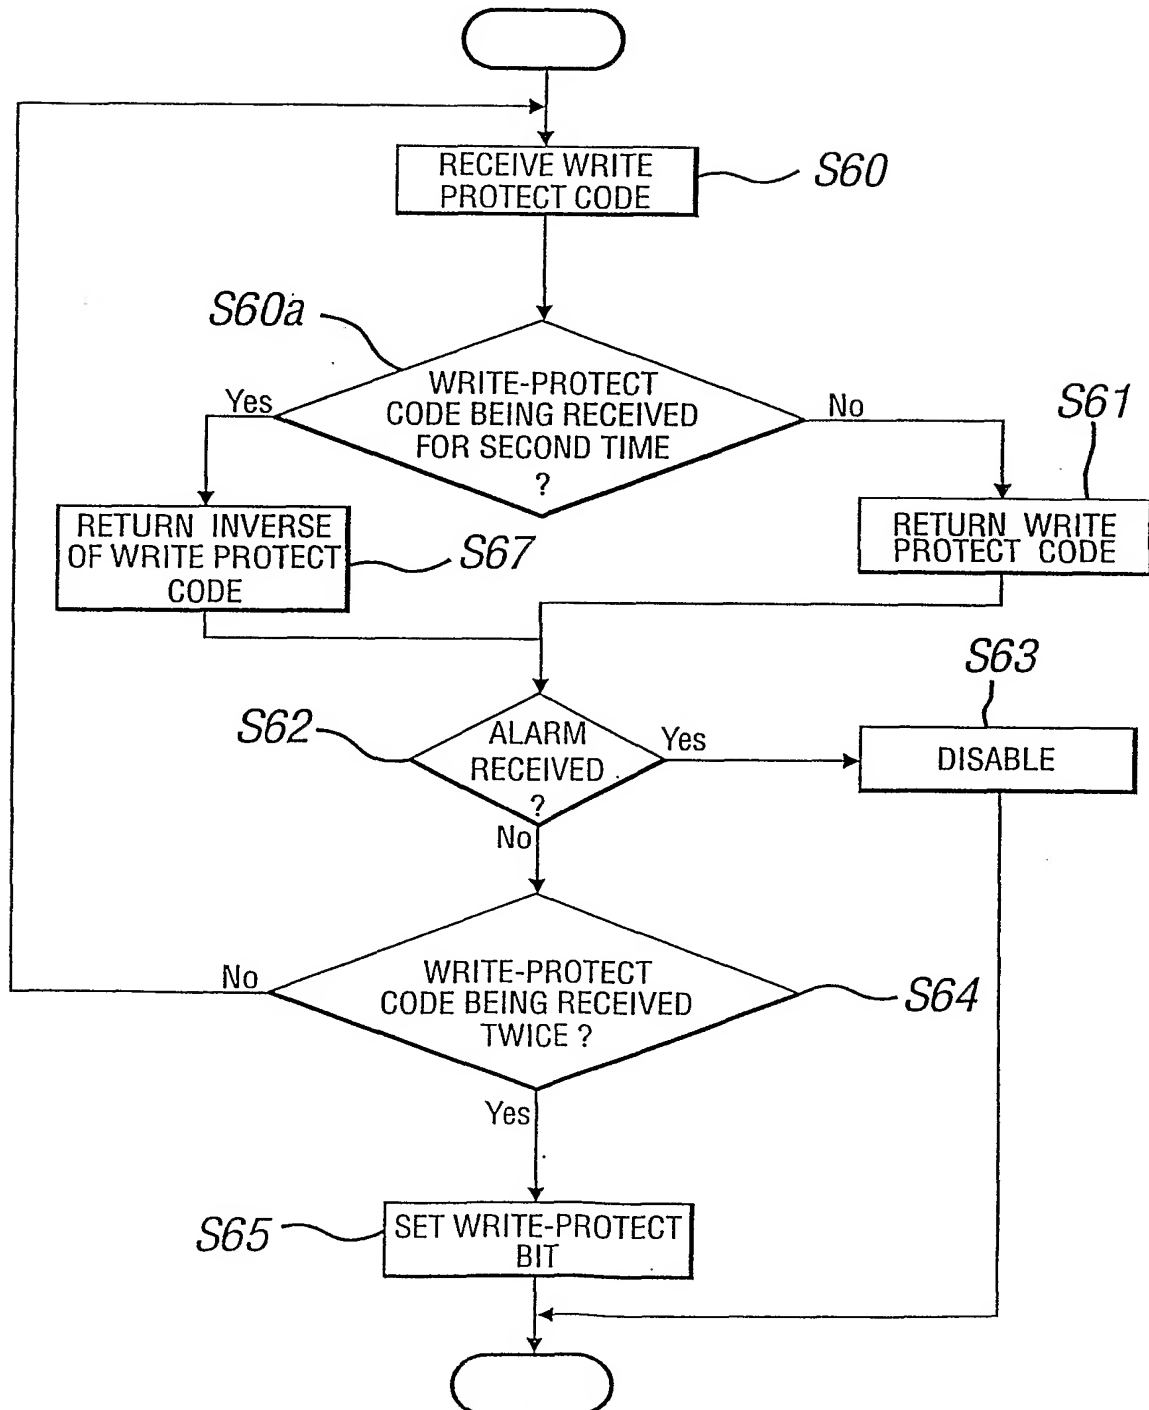 RECEIVE WRITE
PROTECT CODE
S60
S60a
WRITE-PROTECT
CODE BEING RECEIVED
FOR SECOND TIME
?
Yes
No
S61
RETURN INVERSE
OF WRITE PROTECT
CODE
S67
RETURN WRITE
PROTECT CODE
S62
ALARM
RECEIVED
?
Yes
No
S63
DISABLE
WRITE-PROTECT
CODE BEING RECEIVED
TWICE ?
No
S64
Yes
S65
SET WRITE-PROTECT
BIT